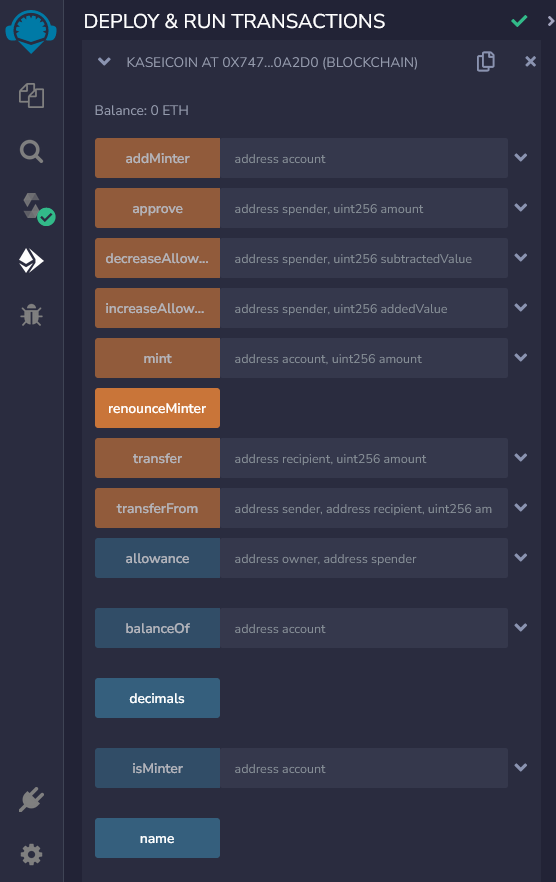 DEPLOY & RUN TRANSACTIONS
KASEICOIN AT 0X747...0A2D0 (BLOCKCHAIN)
Balance: 0 ETH
addMinter address account
approve address spender, uint256 amount
decreaseAllow... address spender, uint256 subtractedValue
increaseAllow... address spender, uint256 addedValue
mint address account, uint256 amount
renounceMinter
transfer address recipient, uint256 amount
transferFrom address sender, address recipient, uint256 am
allowance address owner, address spender
balanceOf address account
decimals
isMinter address account
name